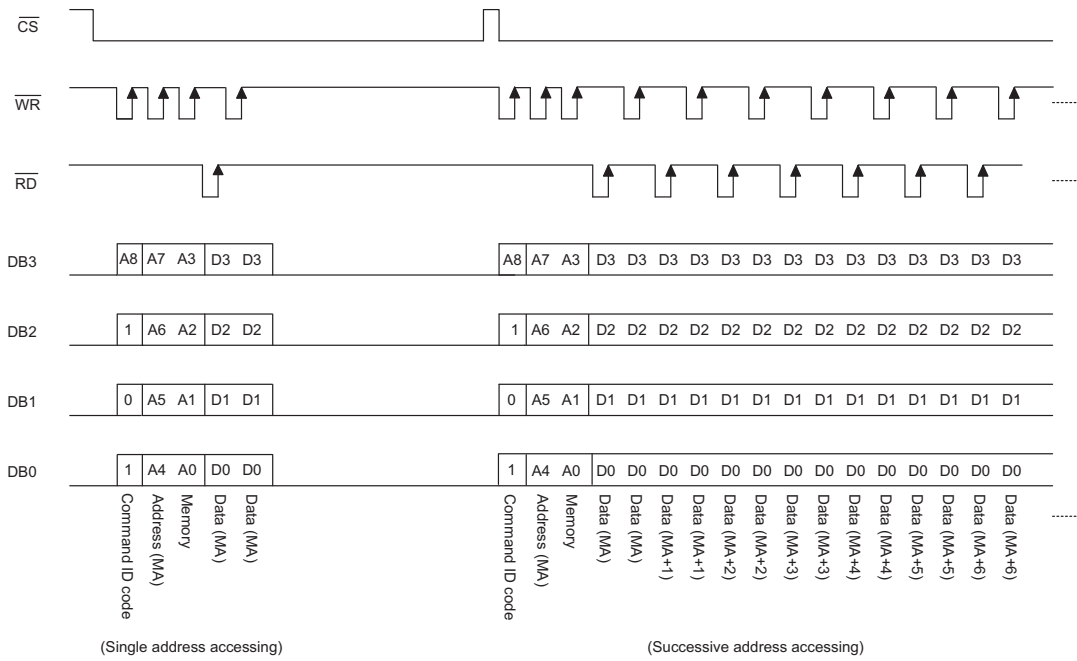 CS
WR
RD
DB3 A8 A7 A3 D3 D3 A8 A7 A3 D3 D3 D3 D3 D3 D3 D3 D3 D3 D3 D3 D3 D3 D3
DB2 1 A6 A2 D2 D2 1 A6 A2 D2 D2 D2 D2 D2 D2 D2 D2 D2 D2 D2 D2 D2 D2
DB1 0 A5 A1 D1 D1 0 A5 A1 D1 D1 D1 D1 D1 D1 D1 D1 D1 D1 D1 D1 D1 D1
DB0 1 A4 A0 D0 D0 1 A4 A0 D0 D0 D0 D0 D0 D0 D0 D0 D0 D0 D0 D0 D0 D0
Command ID code
Address (MA)
Memory
Data (MA)
Data (MA)
Command ID code
Address (MA)
Memory
Data (MA)
Data (MA)
Data (MA+1)
Data (MA+1)
Data (MA+2)
Data (MA+2)
Data (MA+3)
Data (MA+3)
Data (MA+4)
Data (MA+4)
Data (MA+5)
Data (MA+5)
Data (MA+6)
Data (MA+6)
(Single address accessing)
(Successive address accessing)